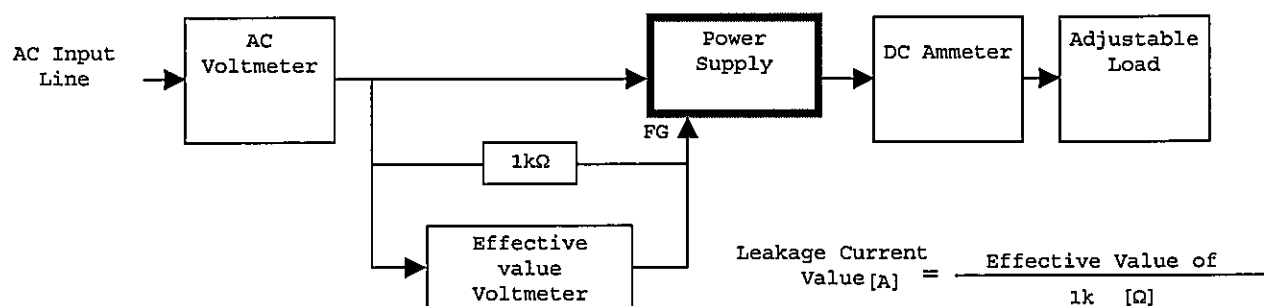 AC Input
Line
AC
Voltmeter
Power
Supply
DC Ammeter
Adjustable
Load
FG
1kΩ
Effective
value
Voltmeter
Leakage Current
Value[A] = Effective Value of
1k [Ω]